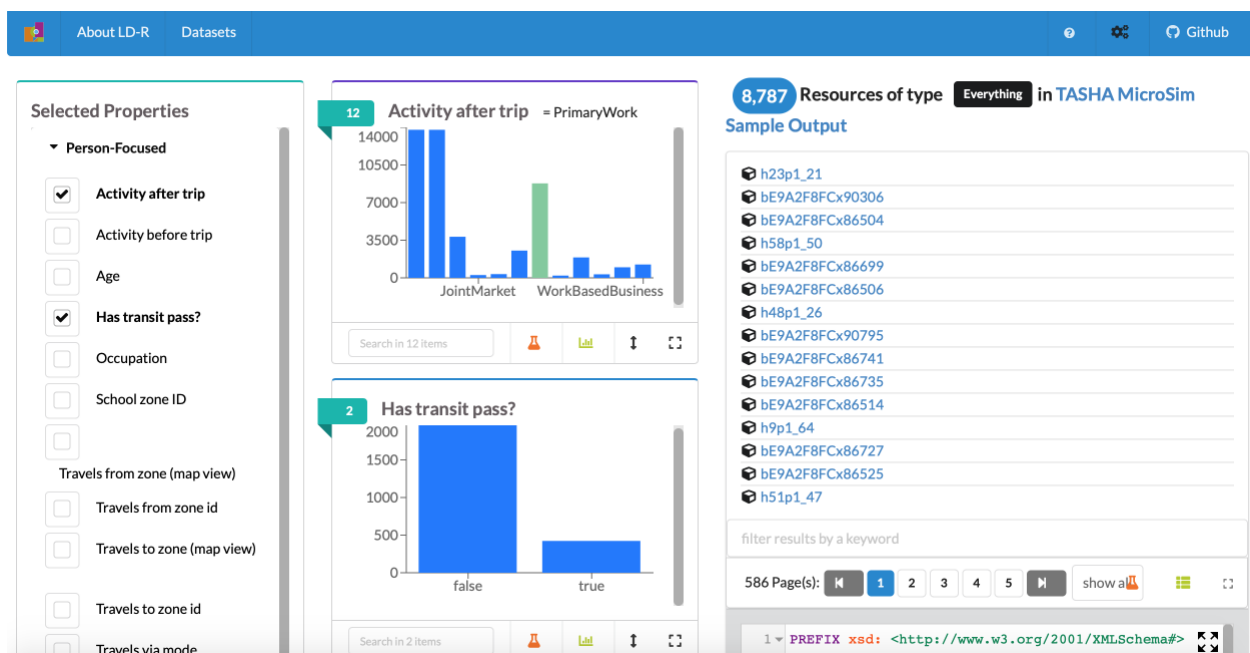 About LD-R
Datasets
Github
Selected Properties
Person-Focused
Activity after trip
Activity before trip
Age
Has transit pass?
Occupation
School zone ID
Travels from zone (map view)
Travels from zone id
Travels to zone (map view)
Travels to zone id
Travels via mode
12
Activity after trip = PrimaryWork
14000
10500
7000
3500
0
JointMarket WorkBasedBusiness
Search in 12 items
2
Has transit pass?
2000
1500
1000
500
0
false true
Search in 2 items
8,787 Resources of type Everything in TASHA MicroSim
Sample Output
h23p1_21
bE9A2F8FCx90306
bE9A2F8FCx86504
h58p1_50
bE9A2F8FCx86699
bE9A2F8FCx86506
h48p1_26
bE9A2F8FCx90795
bE9A2F8FCx86741
bE9A2F8FCx86735
bE9A2F8FCx86514
h9p1_64
bE9A2F8FCx86727
bE9A2F8FCx86525
h51p1_47
filter results by a keyword
586 Page(s): 1 2 3 4 5 show al
1 PREFIX xsd: <http://www.w3.org/2001/XMLSchema#>